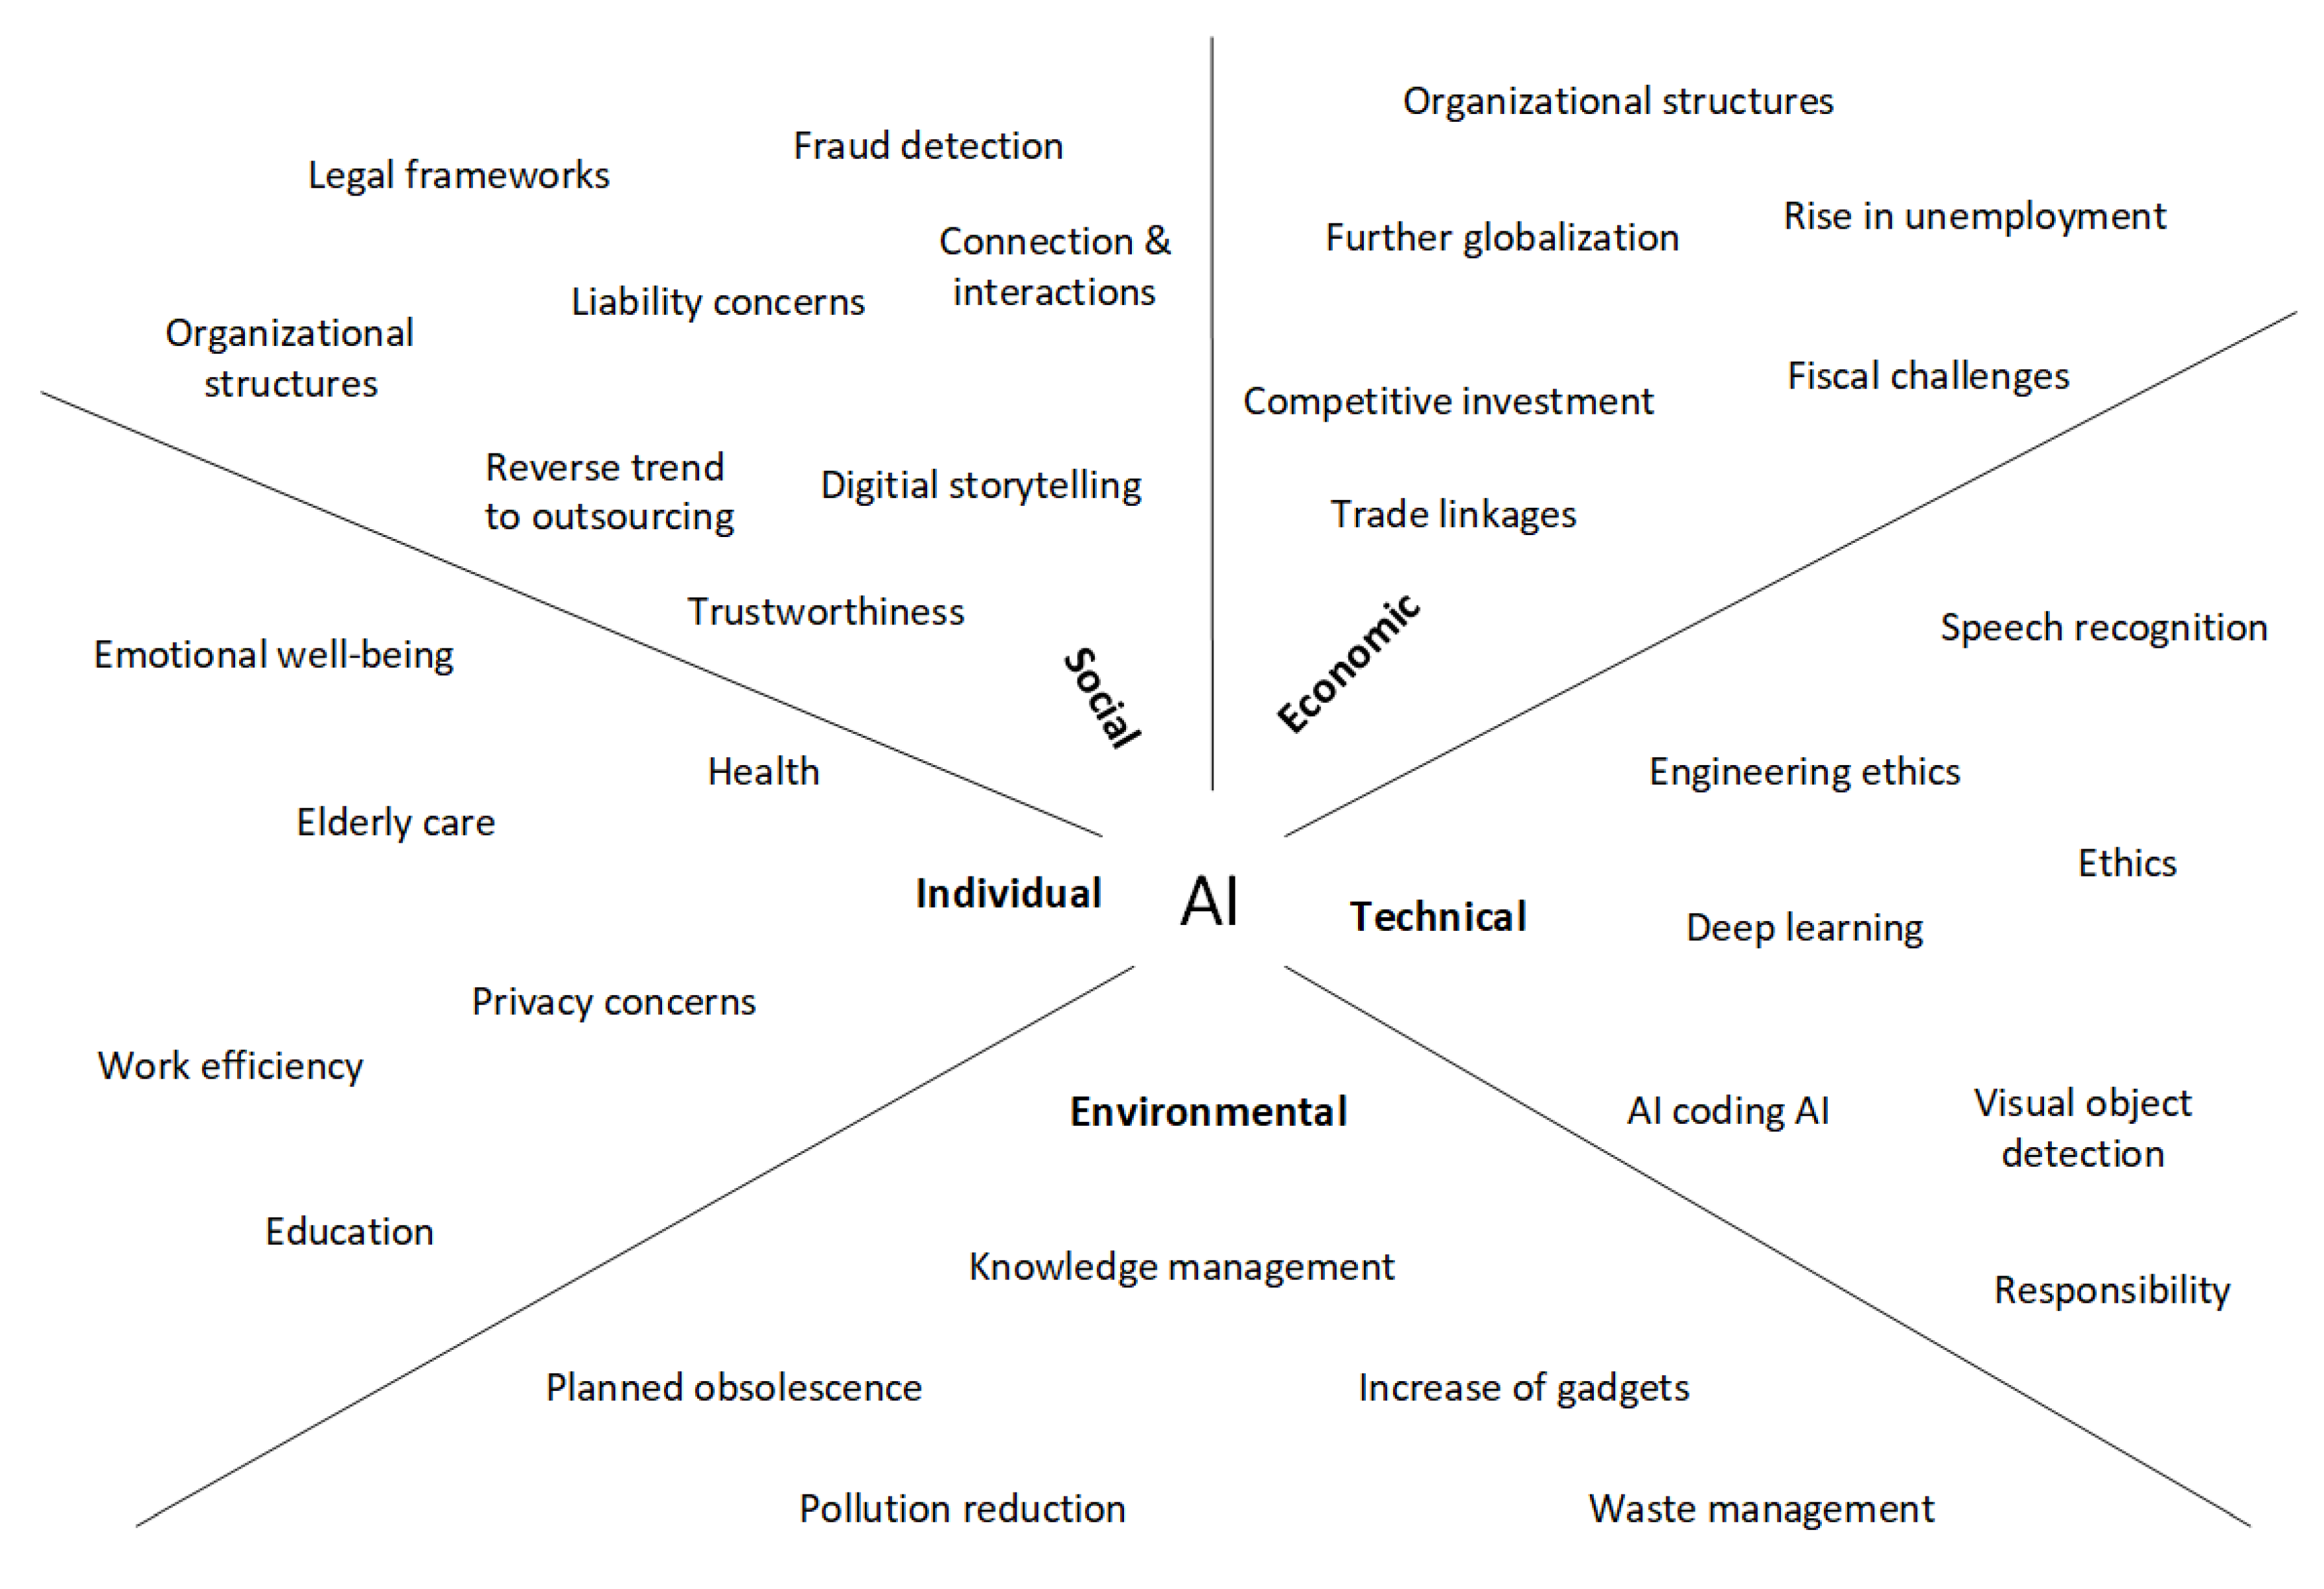 Organizational structures
Fraud detection
Legal frameworks
Rise in unemployment
Further globalization
Connection &
interactions
Liability concerns
Organizational
structures
Fiscal challenges
Competitive investment
Reverse trend
to outsourcing
Digitial storytelling
Trade linkages
Trustworthiness
Social
Economic
Speech recognition
Emotional well-being
Health
Engineering ethics
Elderly care
Ethics
Individual
AI
Technical
Deep learning
Privacy concerns
Work efficiency
Environmental
AI coding AI
Visual object
detection
Education
Knowledge management
Responsibility
Planned obsolescence
Increase of gadgets
Pollution reduction
Waste management